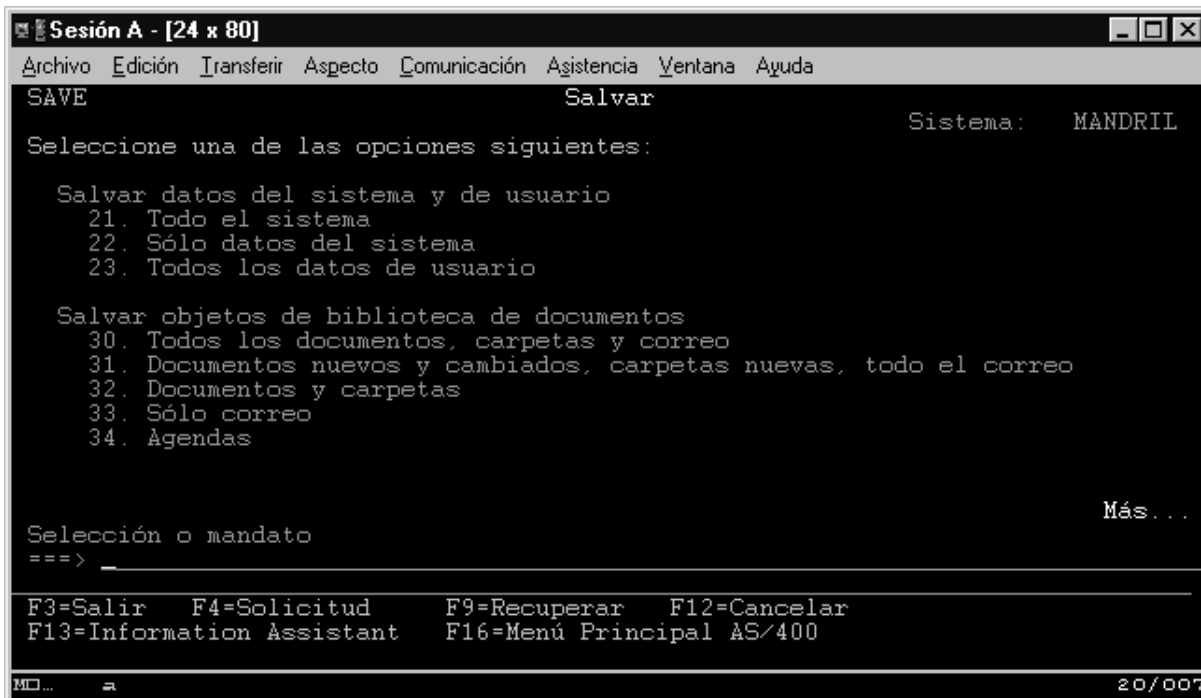 Sesión A - [24 x 80]
Archivo Edición Transferir Aspecto Comunicación Asistencia Ventana Ayuda
SAVE Salvar
Sistema: MANDRIL
Seleccione una de las opciones siguientes:
Salvar datos del sistema y de usuario
21. Todo el sistema
22. Sólo datos del sistema
23. Todos los datos de usuario
Salvar objetos de biblioteca de documentos
30. Todos los documentos, carpetas y correo
31. Documentos nuevos y cambiados, carpetas nuevas, todo el correo
32. Documentos y carpetas
33. Sólo correo
34. Agendas
Más...
Selección o mandato
===> _
F3=Salir F4=Solicitud F9=Recuperar F12=Cancelar
F13=Information Assistant F16=Menú Principal AS/400
a 20/007